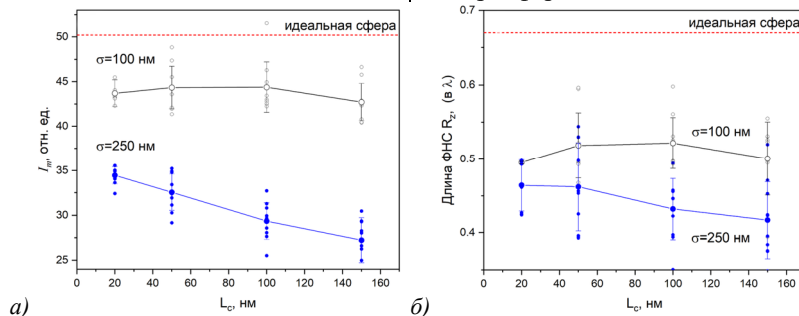 идеальная сфера
σ=100 нм
σ=250 нм
I_m, отн. ед.
50
45
40
35
30
25
0 20 40 60 80 100 120 140 160
L_c, нм
а)
идеальная сфера
σ=100 нм
σ=250 нм
Длина ФНС R_z, (в λ)
0.7
0.6
0.5
0.4
0 20 40 60 80 100 120 140 160
L_c, нм
б)